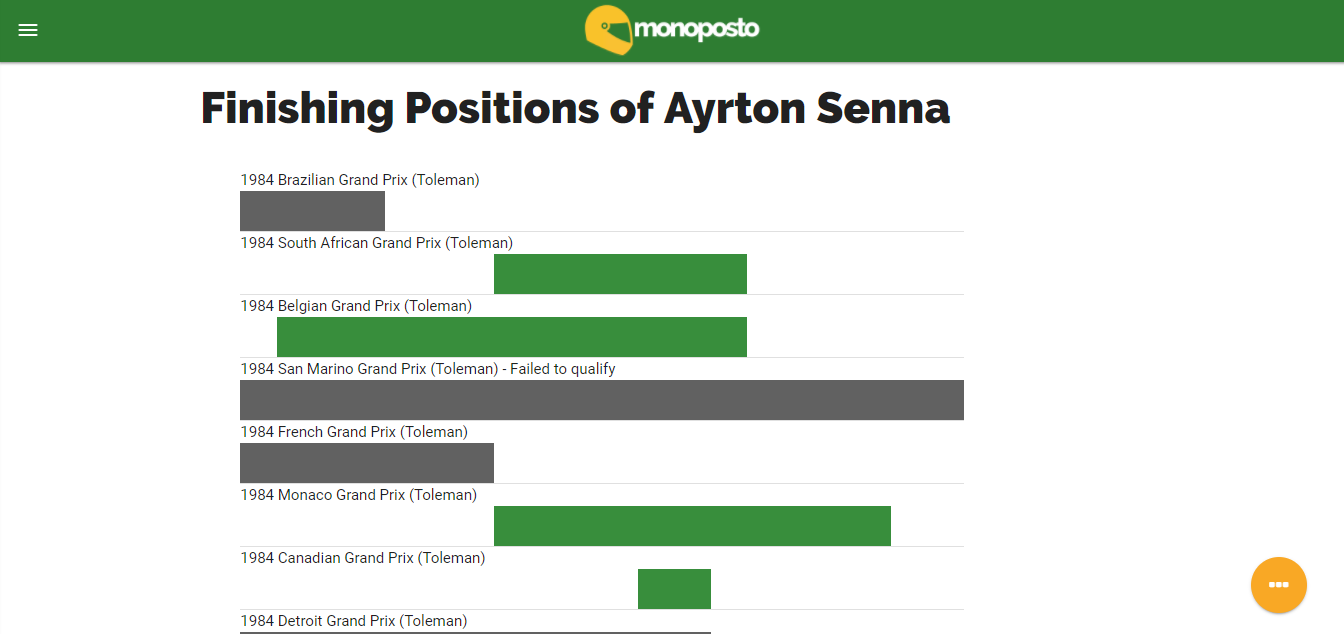 monoposto
Finishing Positions of Ayrton Senna
1984 Brazilian Grand Prix (Toleman)
1984 South African Grand Prix (Toleman)
1984 Belgian Grand Prix (Toleman)
1984 San Marino Grand Prix (Toleman) - Failed to qualify
1984 French Grand Prix (Toleman)
1984 Monaco Grand Prix (Toleman)
1984 Canadian Grand Prix (Toleman)
1984 Detroit Grand Prix (Toleman)